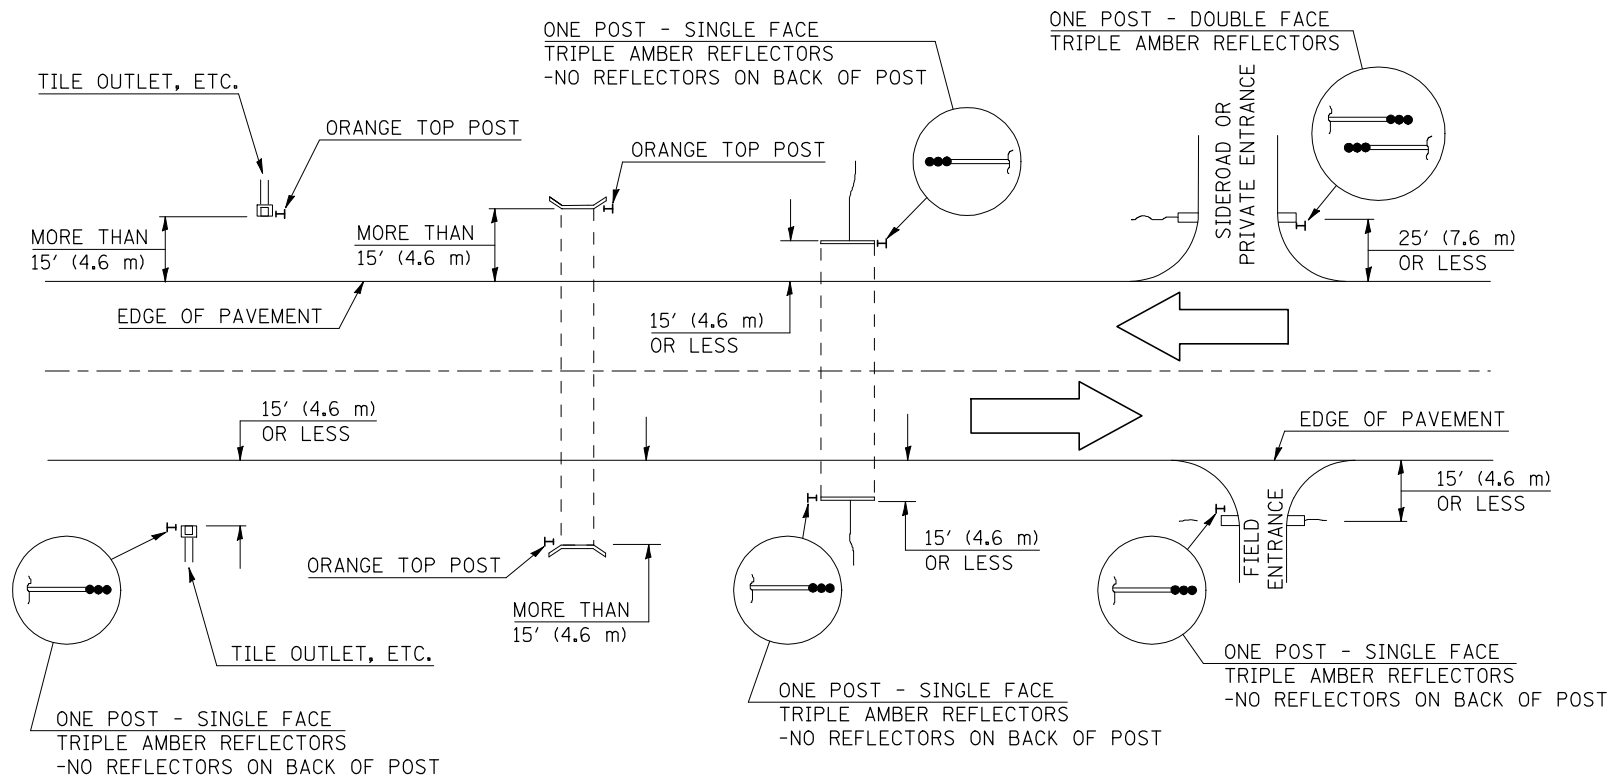 ONE POST - SINGLE FACE
TRIPLE AMBER REFLECTORS
-NO REFLECTORS ON BACK OF POST
ONE POST - DOUBLE FACE
TRIPLE AMBER REFLECTORS
TILE OUTLET, ETC.
ORANGE TOP POST
ORANGE TOP POST
SIDEROAD OR
PRIVATE ENTRANCE
MORE THAN
15' (4.6 m)
MORE THAN
15' (4.6 m)
25' (7.6 m)
OR LESS
EDGE OF PAVEMENT
15' (4.6 m)
OR LESS
15' (4.6 m)
OR LESS
EDGE OF PAVEMENT
15' (4.6 m)
OR LESS
FIELD
ENTRANCE
15' (4.6 m)
OR LESS
ORANGE TOP POST
MORE THAN
15' (4.6 m)
TILE OUTLET, ETC.
ONE POST - SINGLE FACE
TRIPLE AMBER REFLECTORS
-NO REFLECTORS ON BACK OF POST
ONE POST - SINGLE FACE
TRIPLE AMBER REFLECTORS
-NO REFLECTORS ON BACK OF POST
ONE POST - SINGLE FACE
TRIPLE AMBER REFLECTORS
-NO REFLECTORS ON BACK OF POST